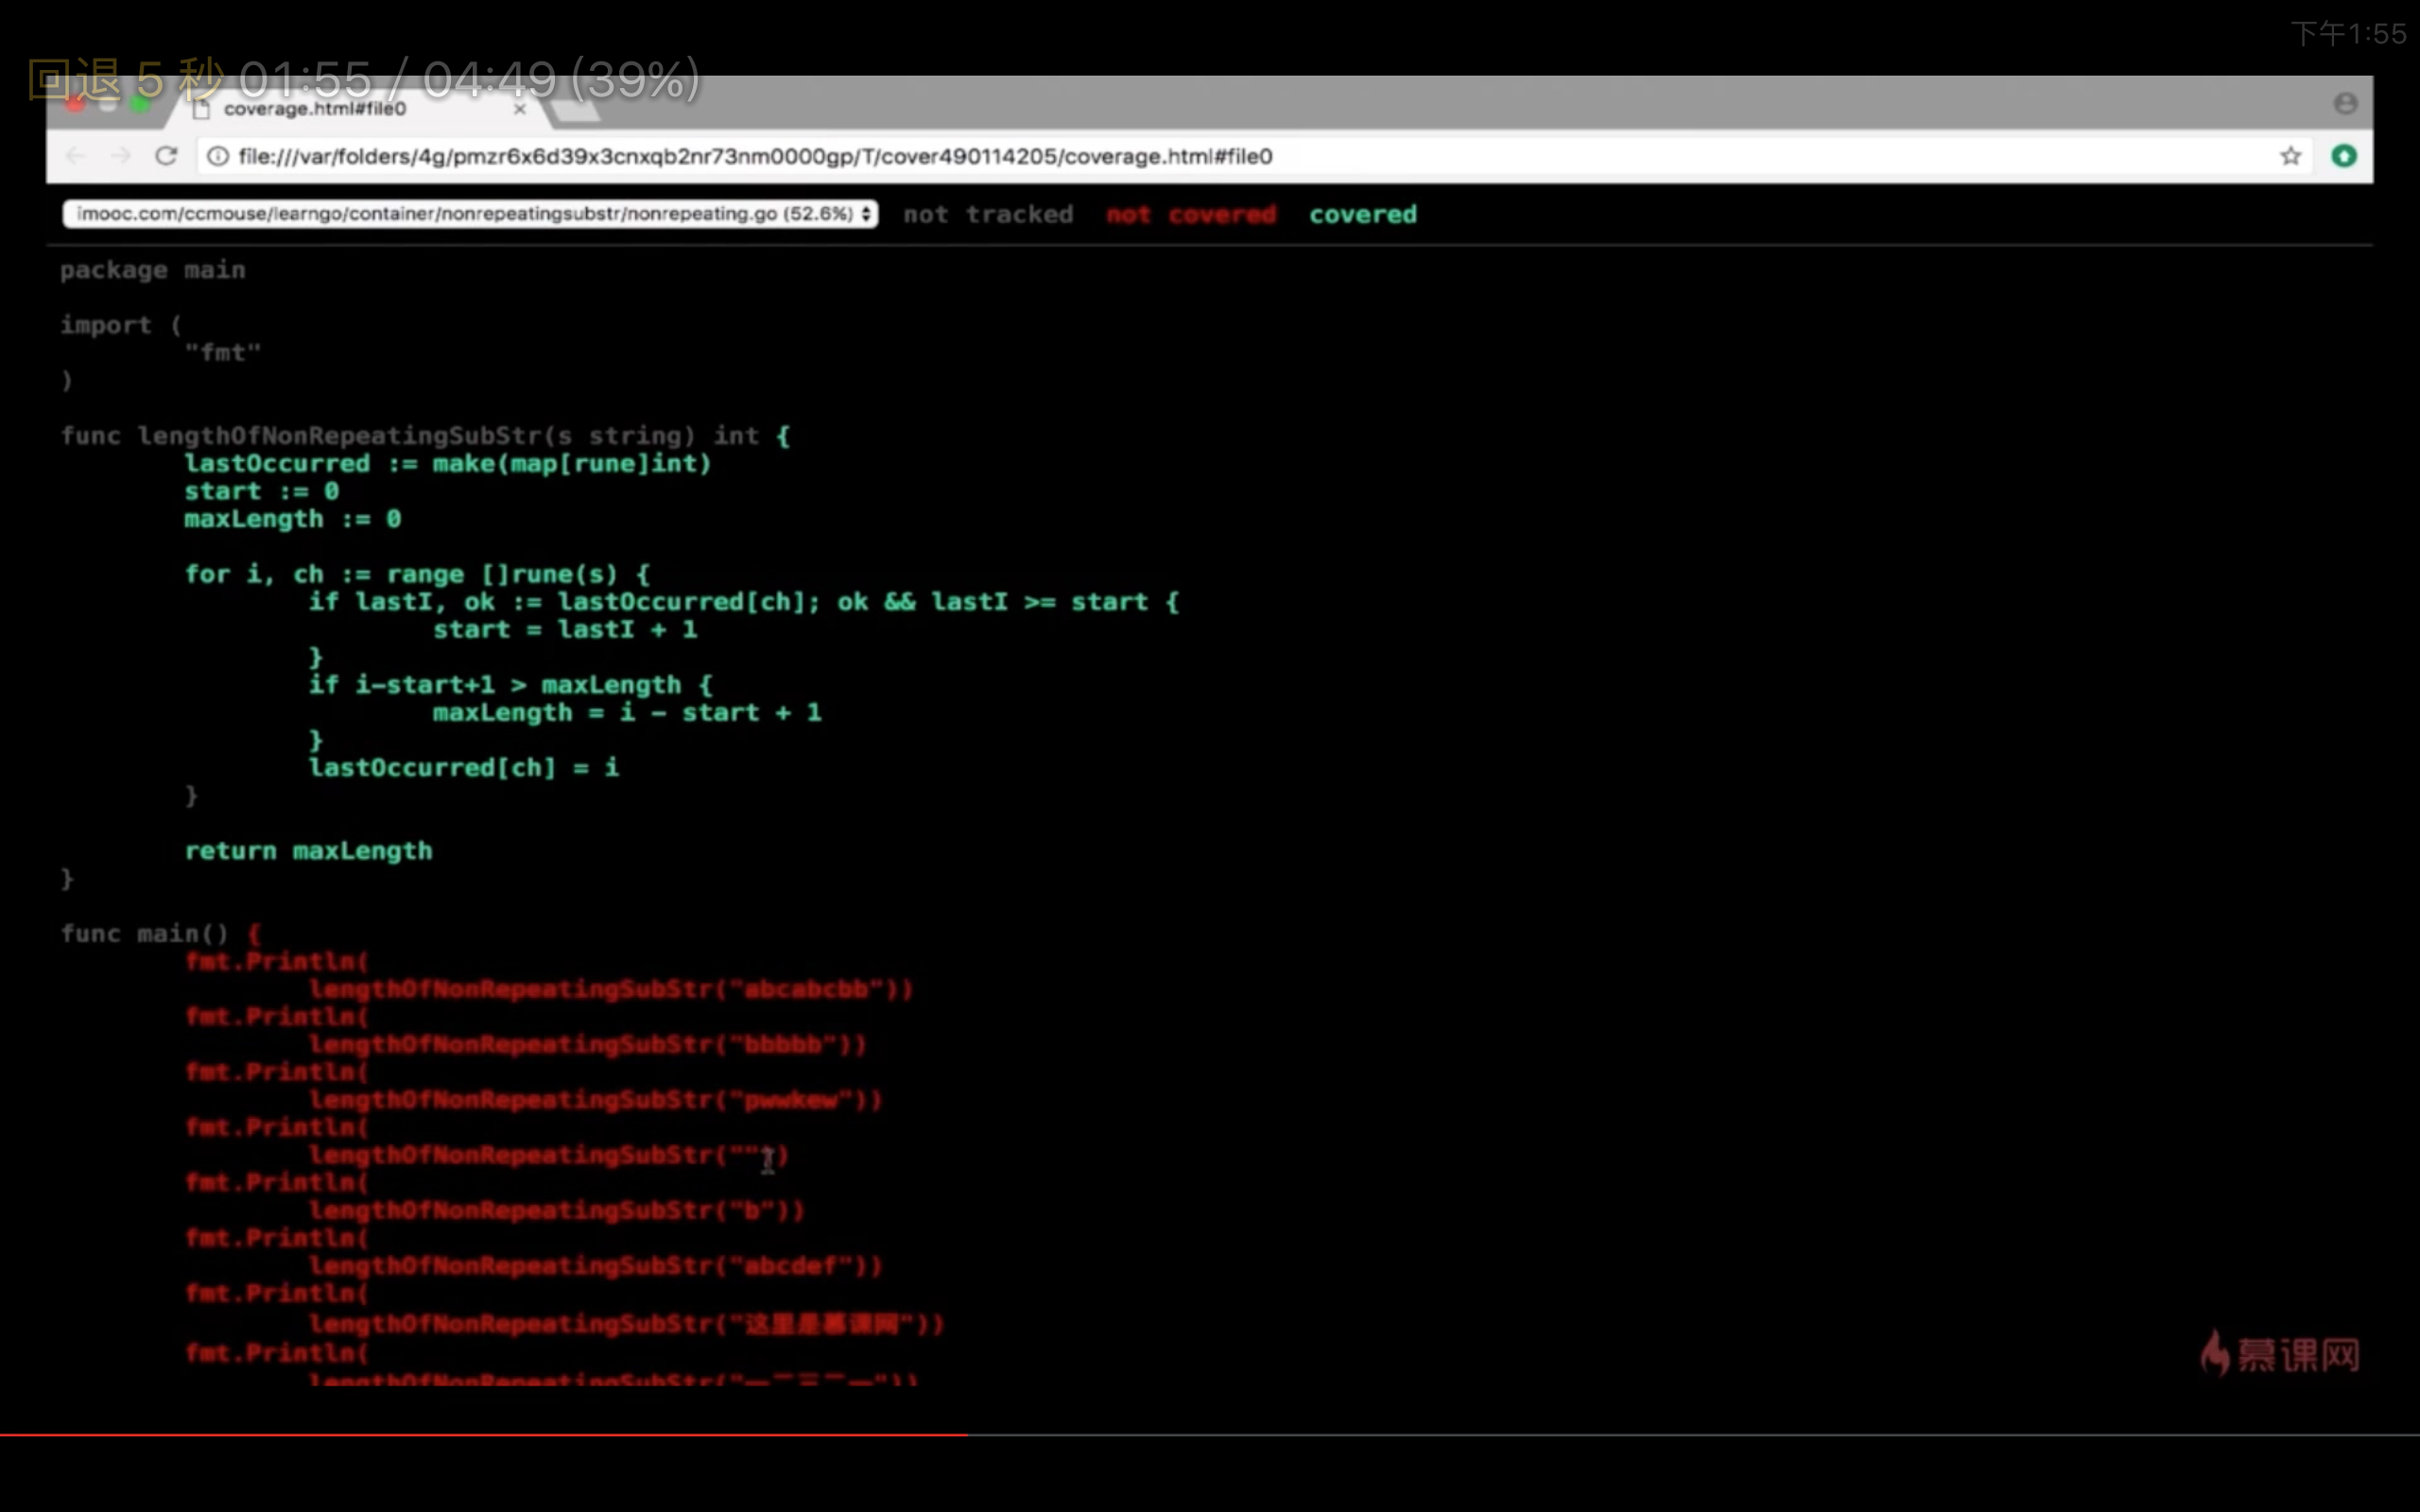 下午1:55
回退 5 秒 01:55 / 04:49 (39%)
coverage.html#file0
file:///var/folders/4g/pmzr6x6d39x3cnxqb2nr73nm0000gp/T/cover490114205/coverage.html#file0
imooc.com/ccmouse/learngo/container/nonrepeatingsubstr/nonrepeating.go (52.6%) not tracked not covered covered
package main
import (
"fmt"
)
func lengthOfNonRepeatingSubStr(s string) int {
lastOccurred := make(map[rune]int)
start := 0
maxLength := 0
for i, ch := range []rune(s) {
if lastI, ok := lastOccurred[ch]; ok && lastI >= start {
start = lastI + 1
}
if i-start+1 > maxLength {
maxLength = i - start + 1
}
lastOccurred[ch] = i
}
return maxLength
}
func main() {
fmt.Println(
lengthOfNonRepeatingSubStr("abcabcbb"))
fmt.Println(
lengthOfNonRepeatingSubStr("bbbbb"))
fmt.Println(
lengthOfNonRepeatingSubStr("pwwkew"))
fmt.Println(
lengthOfNonRepeatingSubStr(""))
fmt.Println(
lengthOfNonRepeatingSubStr("b"))
fmt.Println(
lengthOfNonRepeatingSubStr("abcdef"))
fmt.Println(
lengthOfNonRepeatingSubStr("这里是慕课网"))
fmt.Println(
lengthOfNonRepeatingSubStr("一二三二一"))
慕课网